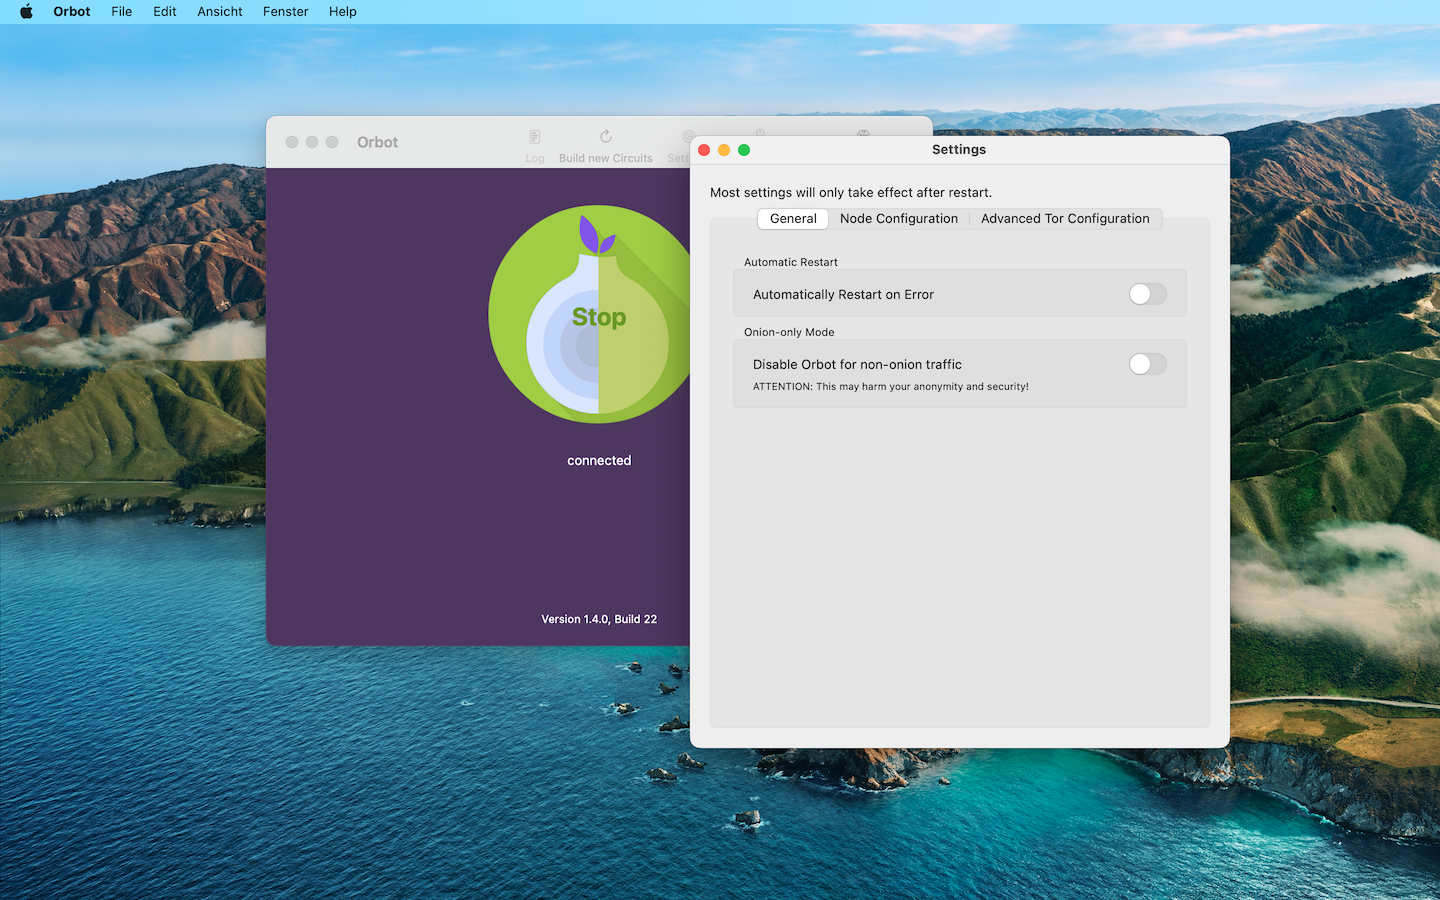 Orbot File Edit Ansicht Fenster Help
Orbot
Log Build new Circuits Sett
Stop
connected
Version 1.4.0, Build 22
Settings
Most settings will only take effect after restart.
General Node Configuration Advanced Tor Configuration
Automatic Restart
Automatically Restart on Error
Onion-only Mode
Disable Orbot for non-onion traffic
ATTENTION: This may harm your anonymity and security!